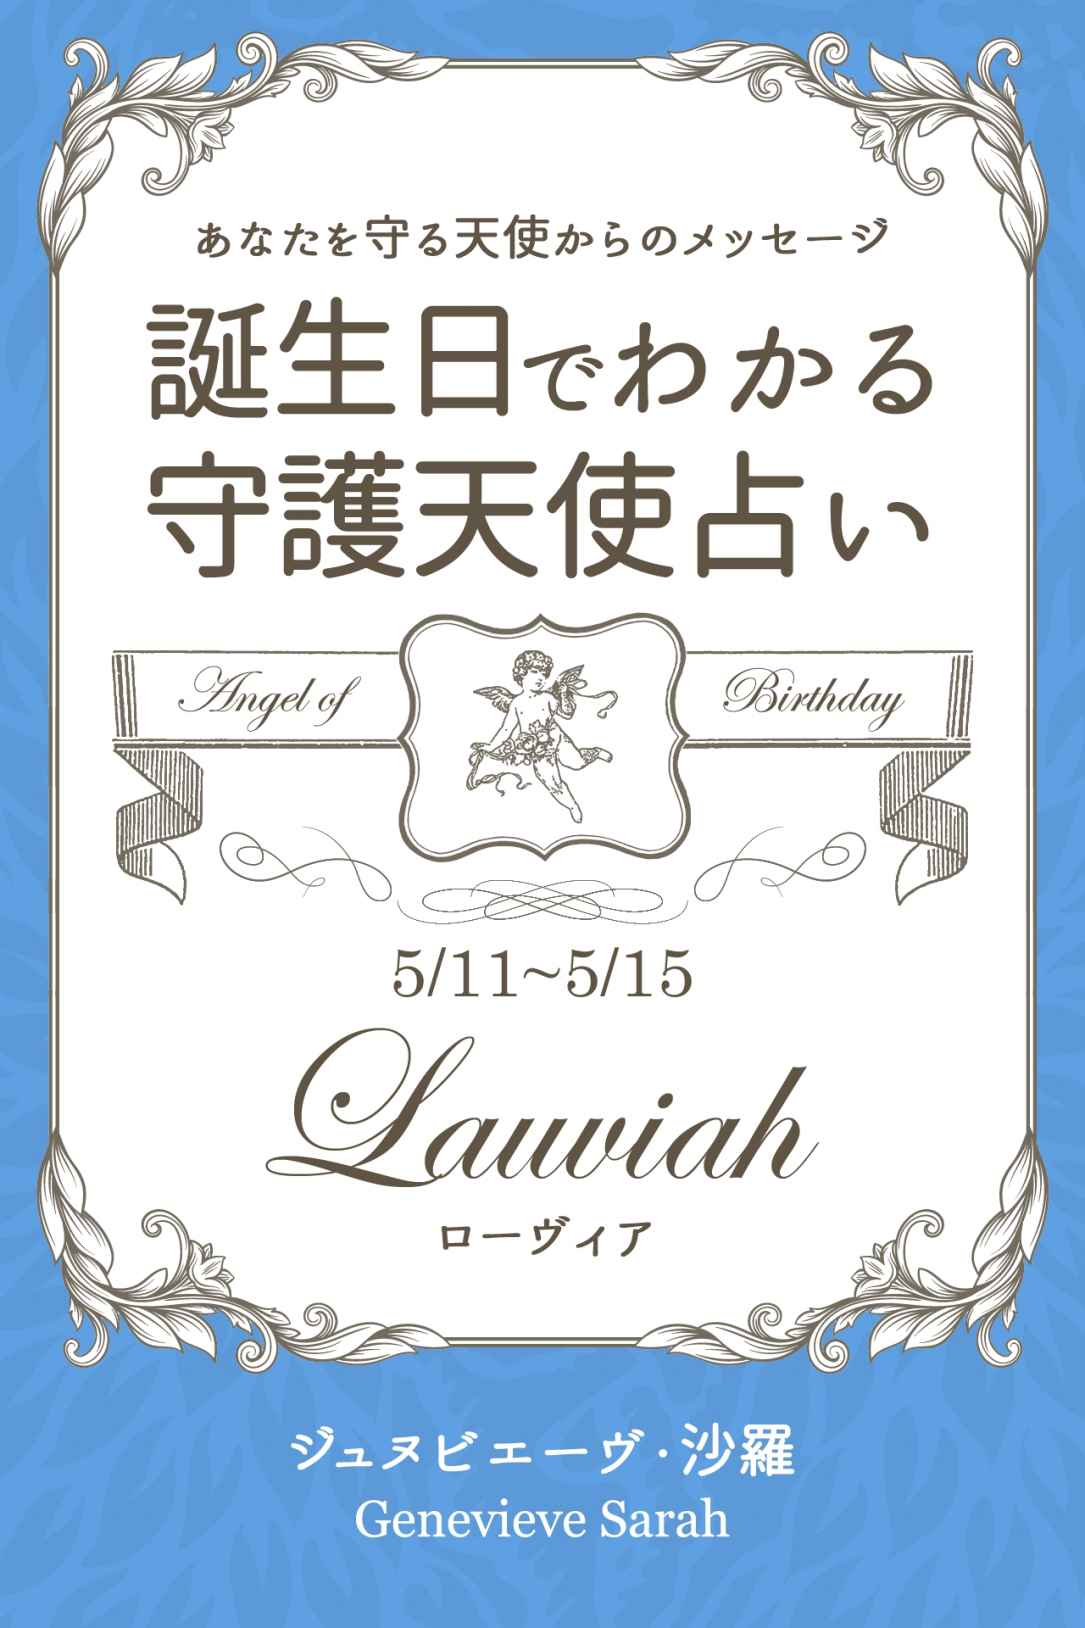 あなたを守る天使からのメッセージ
誕生日でわかる
守護天使占い
Angel of Birthday
5/11~5/15
Lauviah
ローヴィア
ジュヌビエーヴ・沙羅
Genevieve Sarah